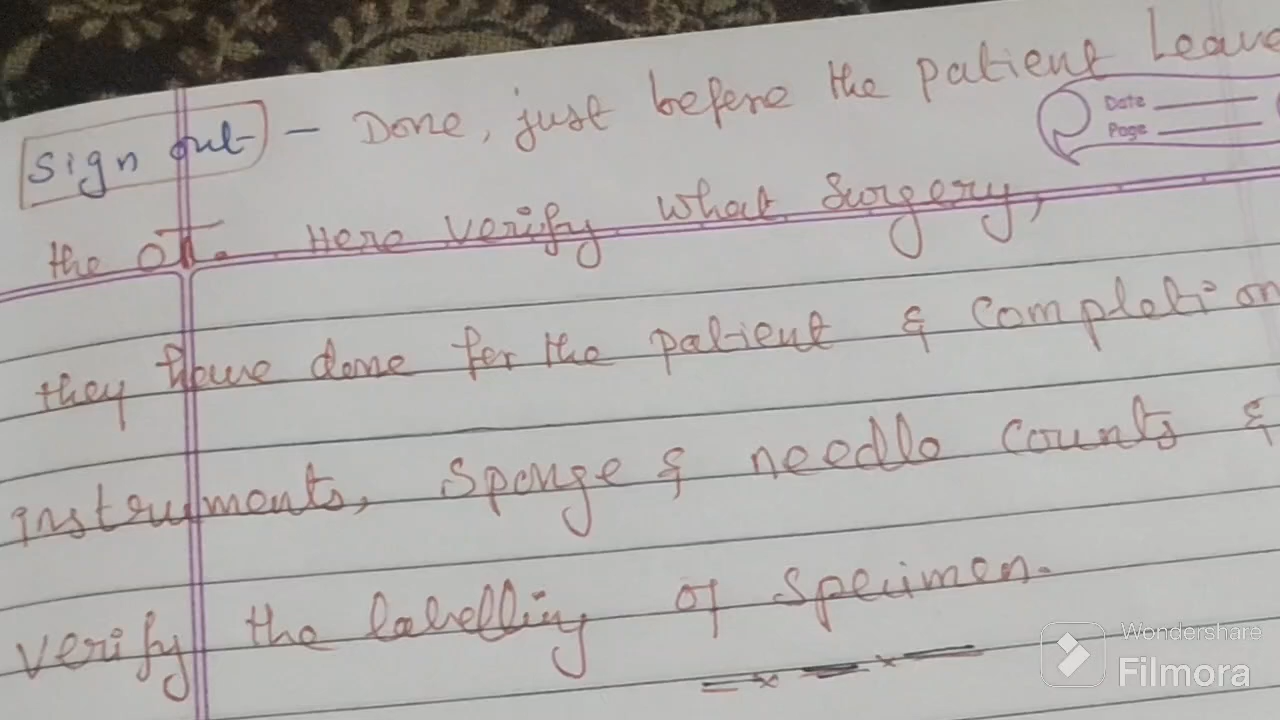 Sign out - Done, just before the patient Leave
Date
Page
the OT. Here verify what surgery,
they have done for the patient & completion
instruments, Sponge & needle counts &
verify the labelling of specimen.
Wondershare
Filmora